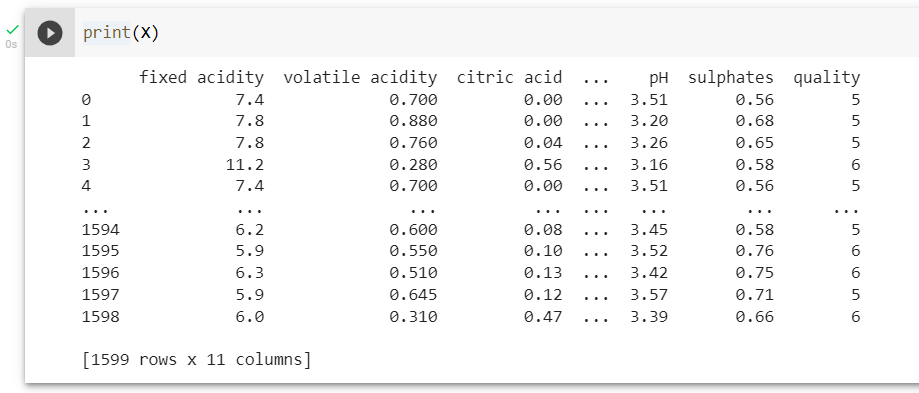 0s
print(X)
fixed acidity volatile acidity citric acid ... pH sulphates quality
0 7.4 0.700 0.00 ... 3.51 0.56 5
1 7.8 0.880 0.00 ... 3.20 0.68 5
2 7.8 0.760 0.04 ... 3.26 0.65 5
3 11.2 0.280 0.56 ... 3.16 0.58 6
4 7.4 0.700 0.00 ... 3.51 0.56 5
... ... ... ... ... ... ... ...
1594 6.2 0.600 0.08 ... 3.45 0.58 5
1595 5.9 0.550 0.10 ... 3.52 0.76 6
1596 6.3 0.510 0.13 ... 3.42 0.75 6
1597 5.9 0.645 0.12 ... 3.57 0.71 5
1598 6.0 0.310 0.47 ... 3.39 0.66 6
[1599 rows x 11 columns]